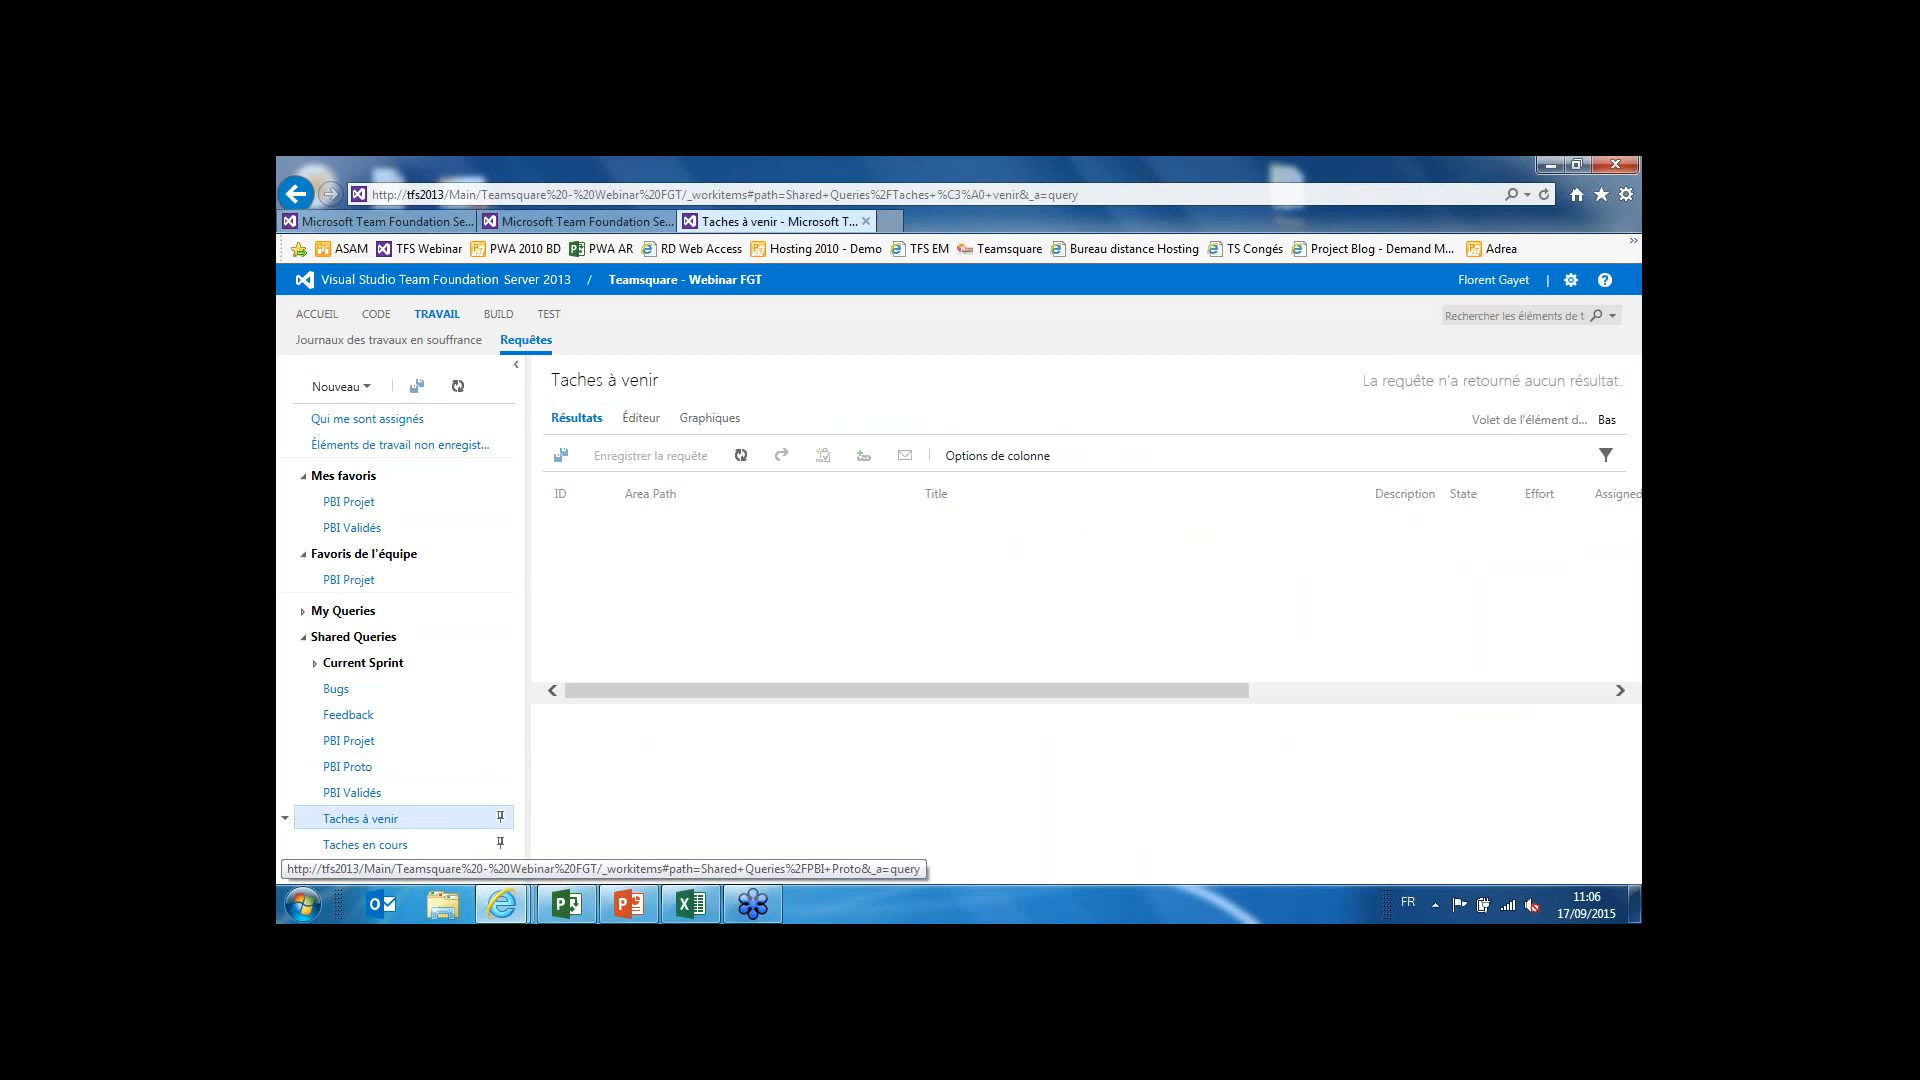 http://tfs2013/Main/Teamsquare%20-%20Webinar%20FGT/_workitems#path=Shared+Queries%2FTaches+%C3%A0+venir&_a=query
Microsoft Team Foundation Se... Microsoft Team Foundation Se... Taches à venir - Microsoft T...
ASAM TFS Webinar PWA 2010 BD PWA AR RD Web Access Hosting 2010 - Demo TFS EM Teamsquare Bureau distance Hosting TS Congés Project Blog - Demand M... Adrea
Visual Studio Team Foundation Server 2013 / Teamsquare - Webinar FGT Florent Gayet |
ACCUEIL CODE TRAVAIL BUILD TEST
Rechercher les éléments de t
Journaux des travaux en souffrance Requêtes
Nouveau
Qui me sont assignés
Éléments de travail non enregist...
Mes favoris
PBI Projet
PBI Validés
Favoris de l'équipe
PBI Projet
My Queries
Shared Queries
Current Sprint
Bugs
Feedback
PBI Projet
PBI Proto
PBI Validés
Taches à venir
Taches en cours
Taches à venir
La requête n'a retourné aucun résultat.
Résultats Éditeur Graphiques
Volet de l'élément d... Bas
Enregistrer la requête Options de colonne
ID Area Path Title Description State Effort Assigned
http://tfs2013/Main/Teamsquare%20-%20Webinar%20FGT/_workitems#path=Shared+Queries%2FPBI+Proto&_a=query
FR
11:06
17/09/2015